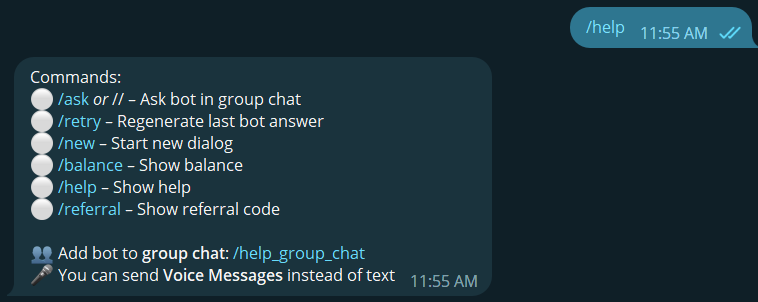 /help 11:55 AM
Commands:
/ask or // – Ask bot in group chat
/retry – Regenerate last bot answer
/new – Start new dialog
/balance – Show balance
/help – Show help
/referral – Show referral code
Add bot to group chat: /help_group_chat
You can send Voice Messages instead of text 11:55 AM